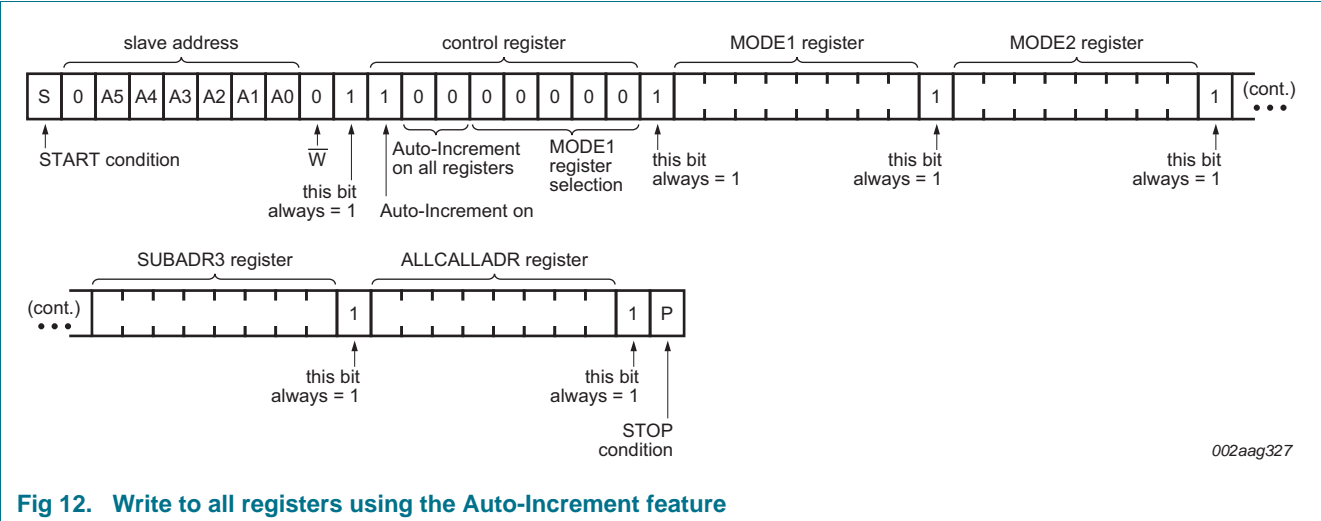 slave address control register MODE1 register MODE2 register
S 0 A5 A4 A3 A2 A1 A0 0 1 1 0 0 0 0 0 0 0 1 1 1 (cont.)
START condition
W
this bit
always = 1
Auto-Increment on
Auto-Increment
on all registers
MODE1
register
selection
this bit
always = 1
this bit
always = 1
this bit
always = 1
SUBADR3 register ALLCALLADR register
(cont.) 1 1 P
this bit
always = 1
this bit
always = 1
STOP
condition
002aag327
Fig 12. Write to all registers using the Auto-Increment feature